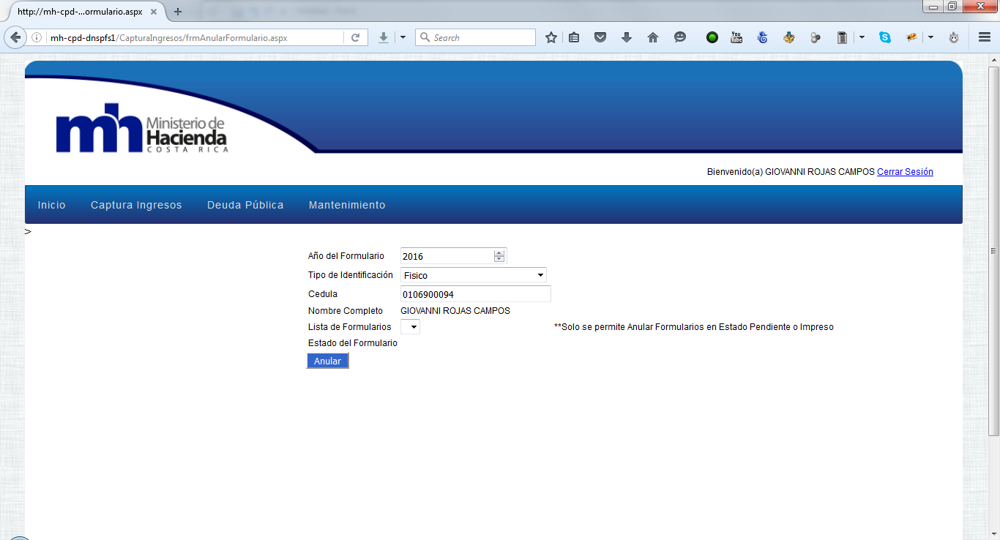 http://mh-cpd-...ormulario.aspx
mh-cpd-dnspfs1/CapturaIngresos/frmAnularFormulario.aspx
Search
You
Tube
mh Ministerio de
Hacienda
COSTA RICA
Bienvenido(a) GIOVANNI ROJAS CAMPOS Cerrar Sesión
Inicio Captura Ingresos Deuda Pública Mantenimiento
>
Año del Formulario 2016
Tipo de Identificación Fisico
Cedula 0106900094
Nombre Completo GIOVANNI ROJAS CAMPOS
Lista de Formularios **Solo se permite Anular Formularios en Estado Pendiente o Impreso
Estado del Formulario
Anular